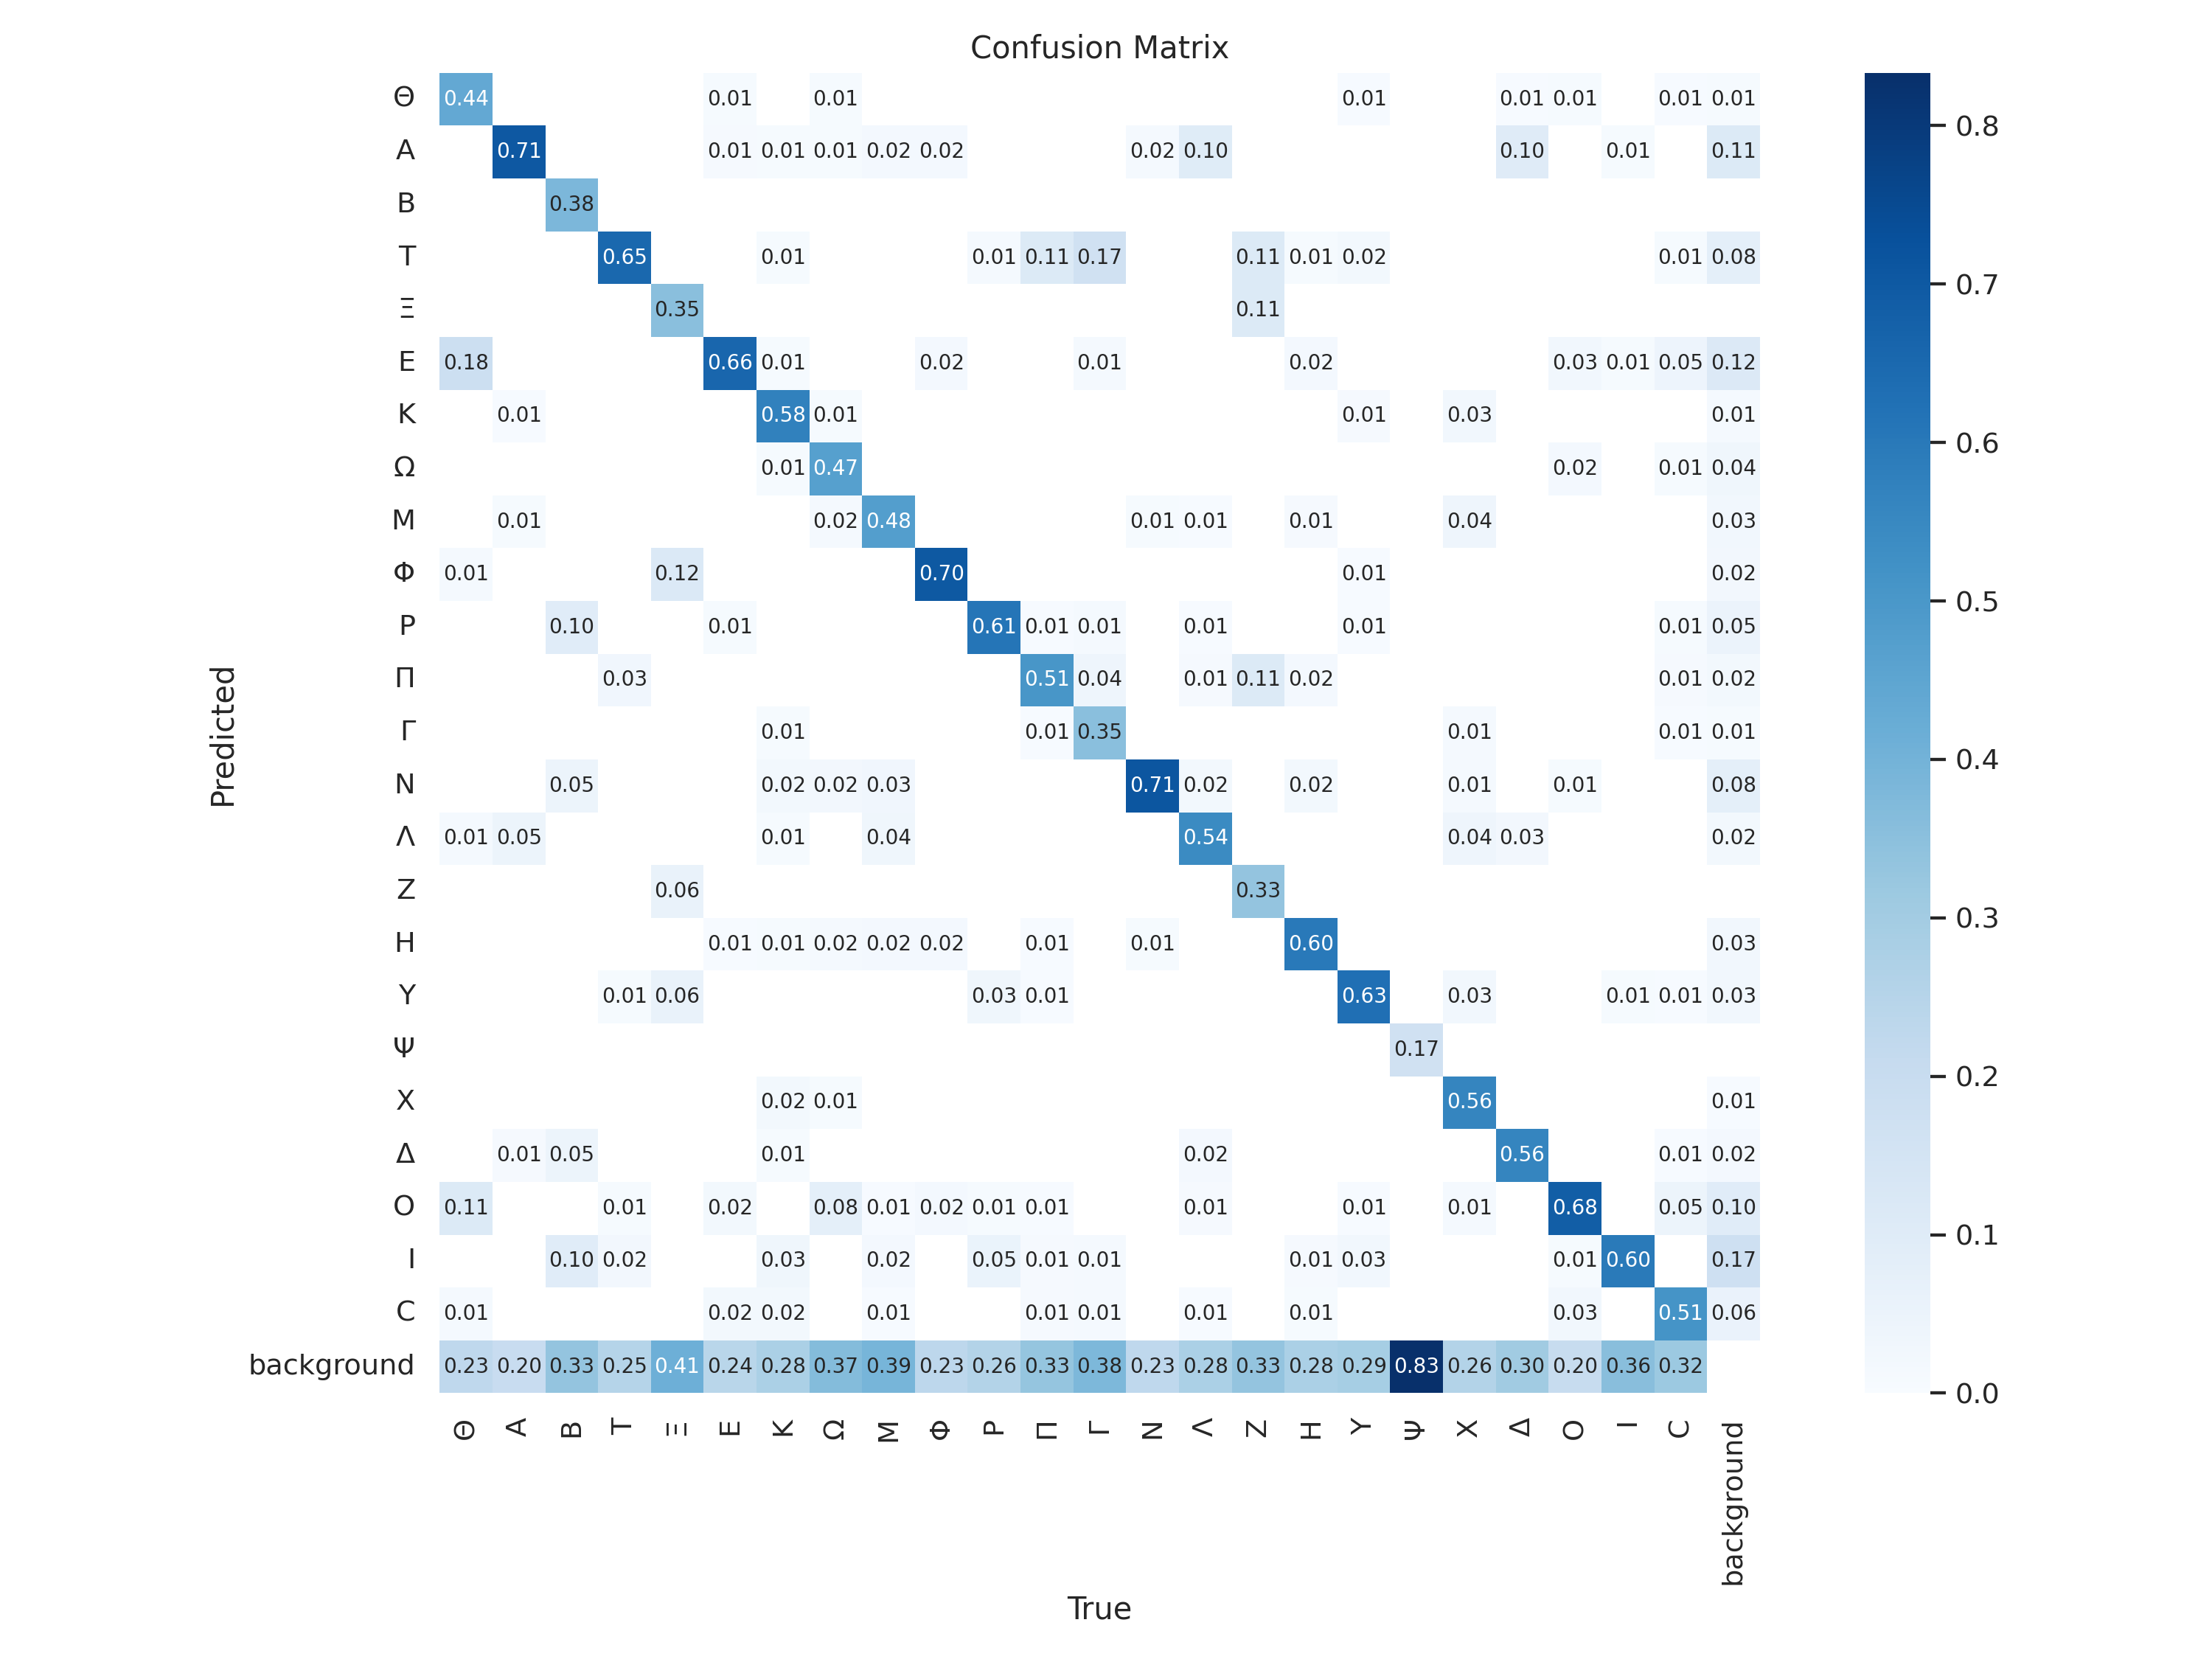 Confusion Matrix
Θ 0.44 0.01 0.01 0.01 0.01 0.01 0.01 0.01
Α 0.71 0.01 0.01 0.01 0.02 0.02 0.02 0.10 0.10 0.01 0.11
Β 0.38
Τ 0.65 0.01 0.01 0.11 0.17 0.11 0.01 0.02 0.01 0.08
Ξ 0.35 0.11
Ε 0.18 0.66 0.01 0.02 0.01 0.02 0.03 0.01 0.05 0.12
Κ 0.01 0.58 0.01 0.01 0.03 0.01
Ω 0.01 0.47 0.02 0.01 0.04
Μ 0.01 0.02 0.48 0.01 0.01 0.01 0.04 0.03
Φ 0.01 0.12 0.70 0.01 0.02
Ρ 0.10 0.01 0.61 0.01 0.01 0.01 0.01 0.01 0.05
Π 0.03 0.51 0.04 0.01 0.11 0.02 0.01 0.02
Γ 0.01 0.01 0.35 0.01 0.01 0.01
Ν 0.05 0.02 0.02 0.03 0.71 0.02 0.02 0.01 0.01 0.08
Λ 0.01 0.05 0.01 0.04 0.54 0.04 0.03 0.02
Ζ 0.06 0.33
Η 0.01 0.01 0.02 0.02 0.02 0.01 0.01 0.60 0.03
Υ 0.01 0.06 0.03 0.01 0.63 0.03 0.01 0.01 0.03
Ψ 0.17
Χ 0.02 0.01 0.56 0.01
Δ 0.01 0.05 0.01 0.02 0.56 0.01 0.02
Ο 0.11 0.01 0.02 0.08 0.01 0.02 0.01 0.01 0.01 0.01 0.01 0.68 0.05 0.10
Ι 0.10 0.02 0.03 0.02 0.05 0.01 0.01 0.01 0.03 0.01 0.60 0.17
C 0.01 0.02 0.02 0.01 0.01 0.01 0.01 0.01 0.03 0.51 0.06
background 0.23 0.20 0.33 0.25 0.41 0.24 0.28 0.37 0.39 0.23 0.26 0.33 0.38 0.23 0.28 0.33 0.28 0.29 0.83 0.26 0.30 0.20 0.36 0.32
Θ Α Β Τ Ξ Ε Κ Ω Μ Φ Ρ Π Γ Ν Λ Ζ Η Υ Ψ Χ Δ Ο Ι C background
True
Predicted
0.8
0.7
0.6
0.5
0.4
0.3
0.2
0.1
0.0